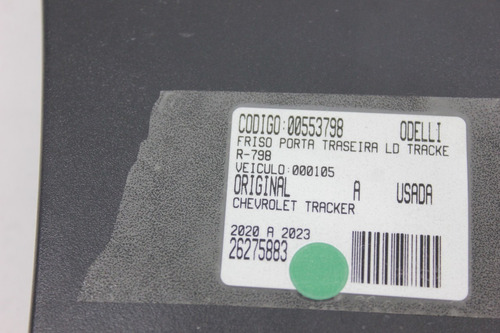 CODIGO:00553798 ODELLI
FRISO PORTA TRASEIRA LD TRACKE
R-798
VEICULO:000105
ORIGINAL A USADA
CHEVROLET TRACKER
2020 A 2023
26275883